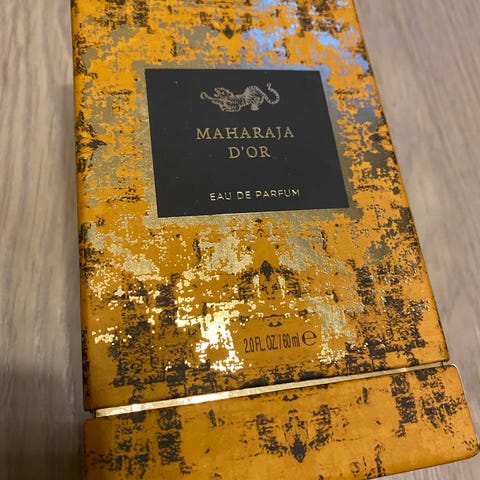 MAHARAJA
D'OR
EAU DE PARFUM
2.0 FL. OZ / 60 ml ℮